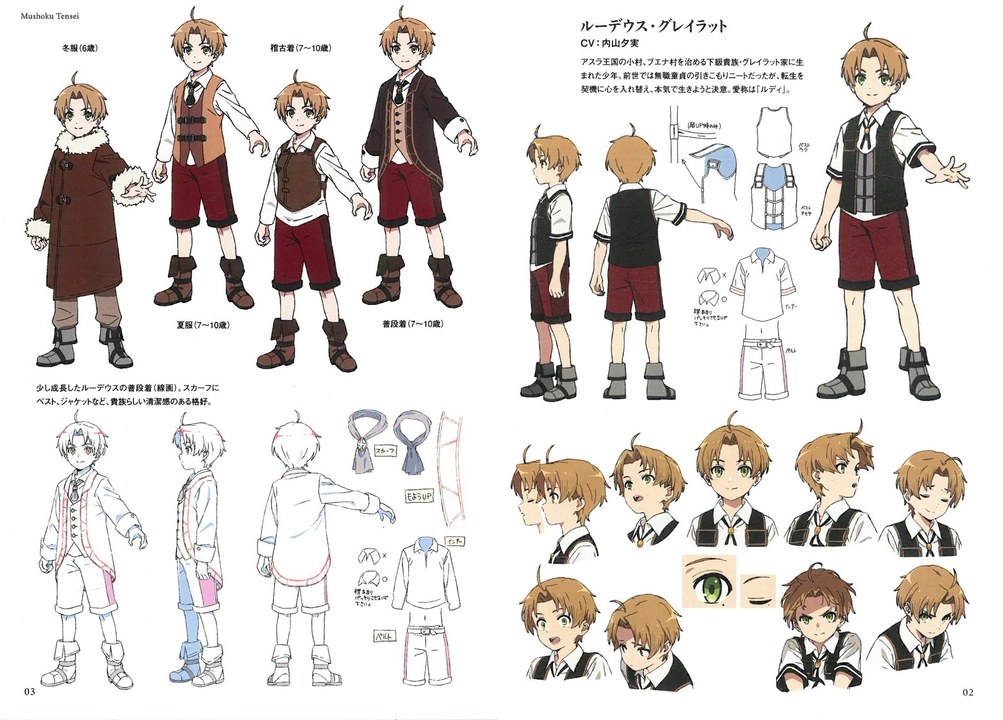 Mushoku Tensei
冬服(6歳)
稽古着(7〜10歳)
夏服(7〜10歳)
普段着(7〜10歳)
少し成長したルーデウスの普段着(線画)。スカーフに
ベスト、ジャケットなど、貴族らしい清潔感のある格好。
スカーフ
もようUP
インナー
ベルト
03
ルーデウス・グレイラット
CV:内山夕実
アスラ王国の小村、ブエナ村を治める下級貴族・グレイラット家に生
まれた少年。前世では無職童貞の引きこもりニートだったが、転生を
契機に心を入れ替え、本気で生きようと決意。愛称は「ルディ」。
インナー
ベルト
02